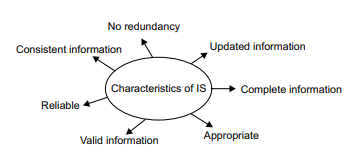 No redundancy
Consistent information
Updated information
Characteristics of IS
Complete information
Reliable
Valid information
Appropriate